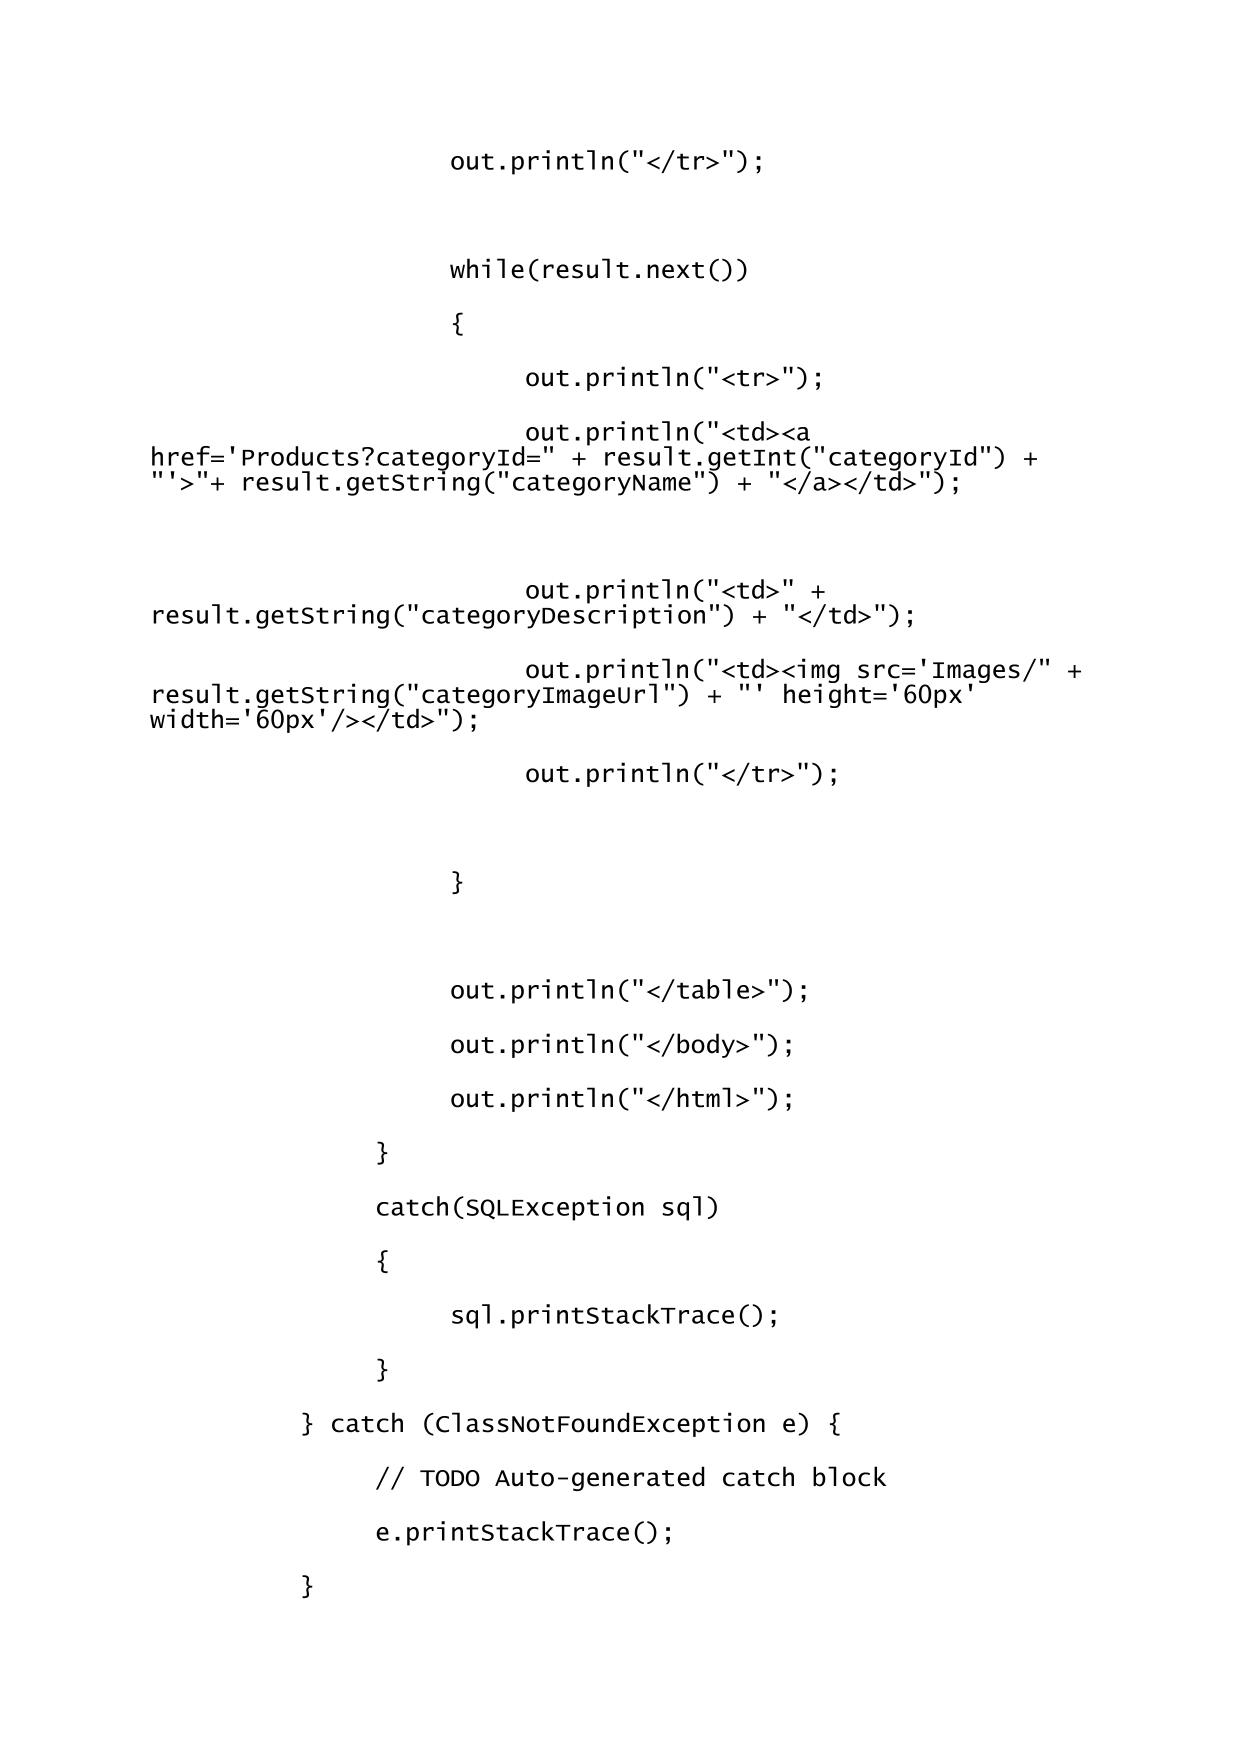 out.println("</tr>");
while(result.next())
{
out.println("<tr>");
out.println("<td><a
href='Products?categoryId=" + result.getInt("categoryId") +
"'>"+ result.getString("categoryName") + "</a></td>");
out.println("<td>" +
result.getString("categoryDescription") + "</td>");
out.println("<td><img src='Images/" +
result.getString("categoryImageUrl") + "' height='60px'
width='60px'/></td>");
out.println("</tr>");
}
out.println("</table>");
out.println("</body>");
out.println("</html>");
}
catch(SQLException sql)
{
sql.printStackTrace();
}
} catch (ClassNotFoundException e) {
// TODO Auto-generated catch block
e.printStackTrace();
}